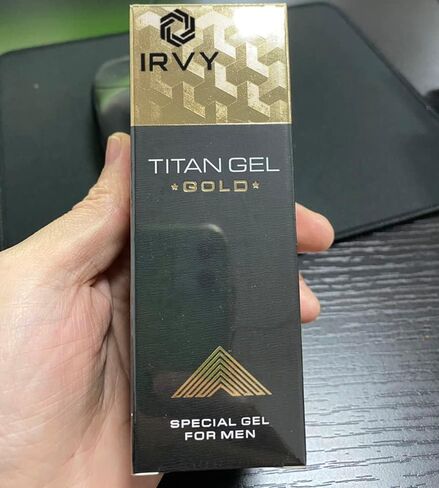 IRVY
TITAN GEL
★GOLD★
SPECIAL GEL
FOR MEN